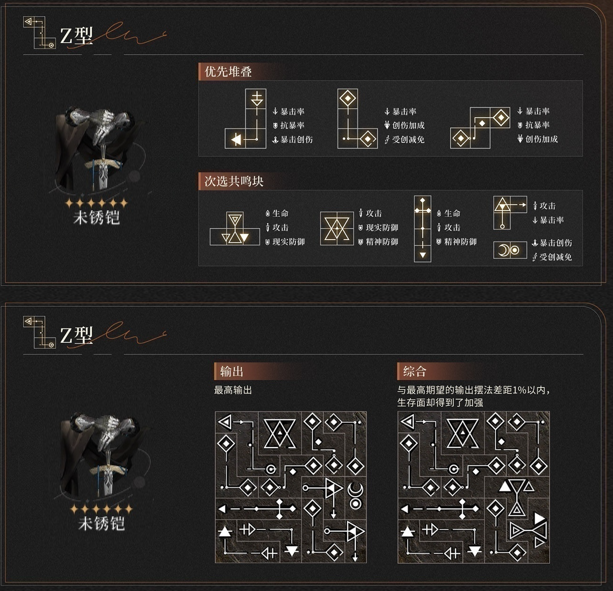 Z型
优先堆叠
暴击率
抗暴率
暴击创伤
暴击率
创伤加成
受创减免
暴击率
抗暴率
创伤加成
未锈铠
次选共鸣块
生命
攻击
现实防御
攻击
现实防御
精神防御
生命
攻击
精神防御
攻击
暴击率
暴击创伤
受创减免
Z型
输出
最高输出
综合
与最高期望的输出摆法差距1%以内，
生存面却得到了加强
未锈铠